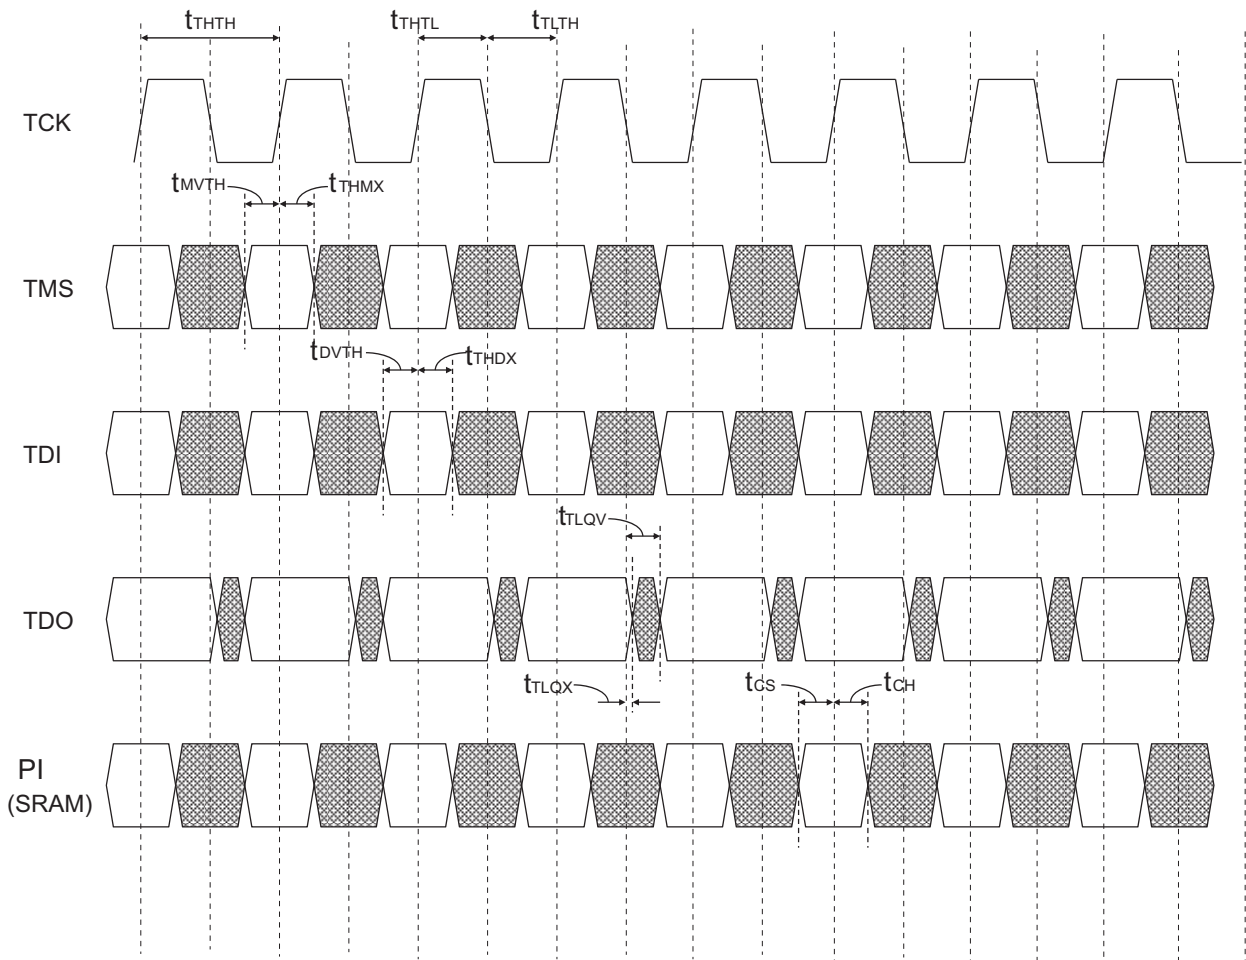 tTHTH
tTHTL
tTLTH
TCK
tMVTH
tTHMX
TMS
tDVTH
tTHDX
TDI
tTLQV
TDO
tTLQX
tCS
tCH
PI
(SRAM)